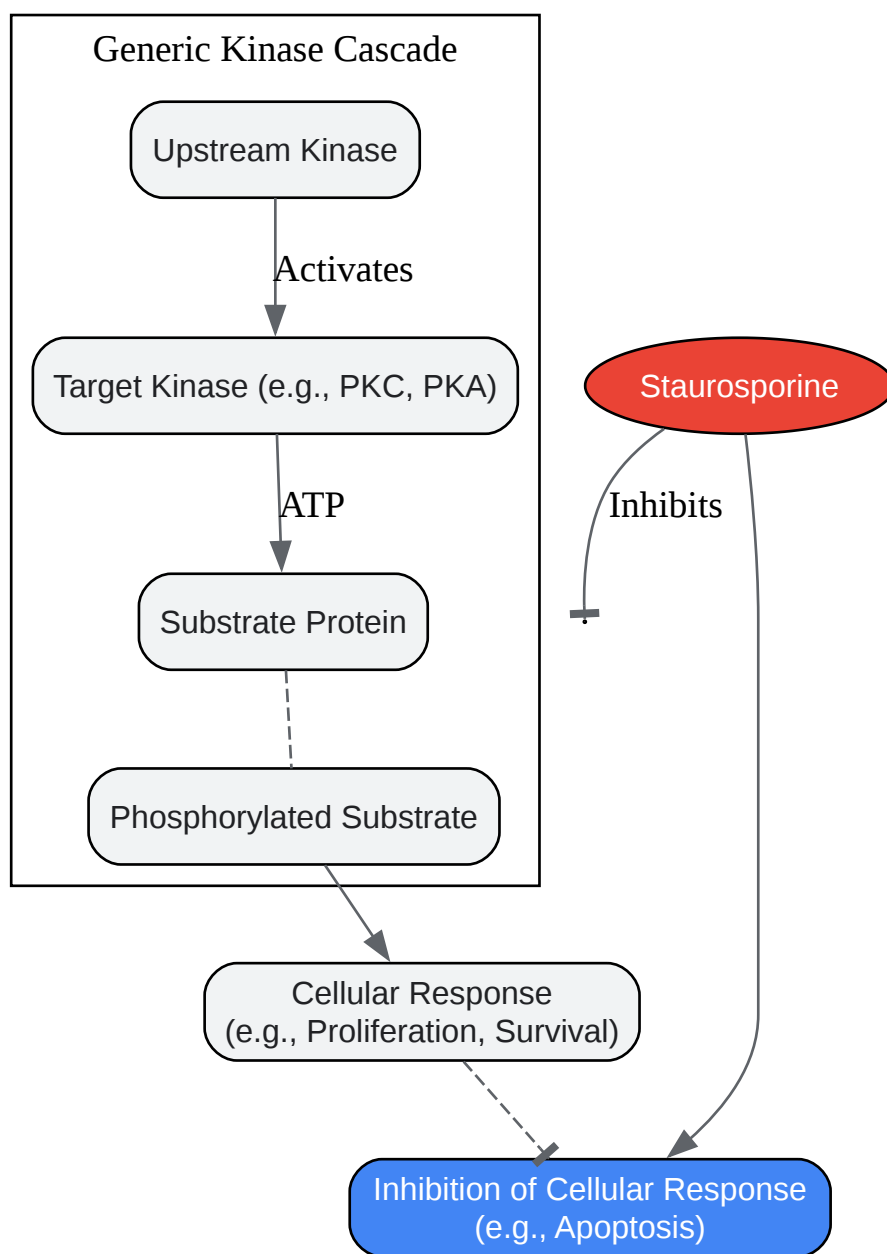 Generic Kinase Cascade
Upstream Kinase
Activates
Target Kinase (e.g., PKC, PKA)
Staurosporine
ATP
Inhibits
Substrate Protein
Phosphorylated Substrate
Cellular Response
(e.g., Proliferation, Survival)
Inhibition of Cellular Response
(e.g., Apoptosis)